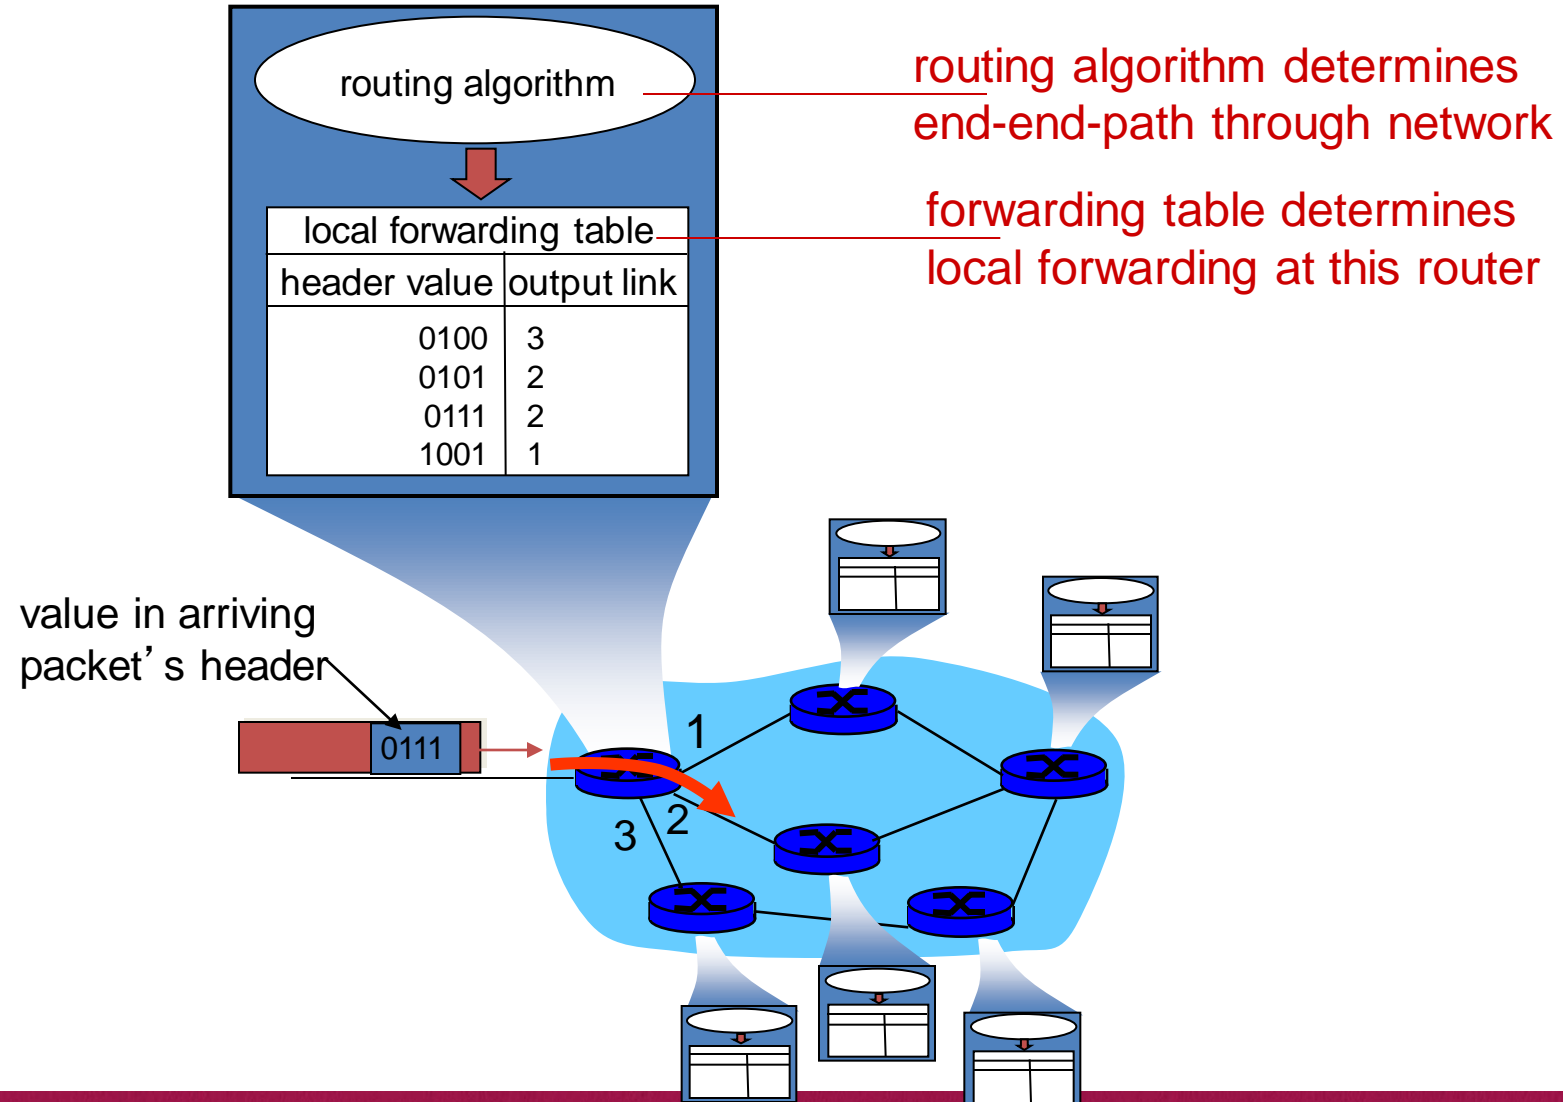 routing algorithm
routing algorithm determines
end-end-path through network
local forwarding table
forwarding table determines
local forwarding at this router
header value output link
0100 3
0101 2
0111 2
1001 1
value in arriving
packet’s header
0111
1
2
3